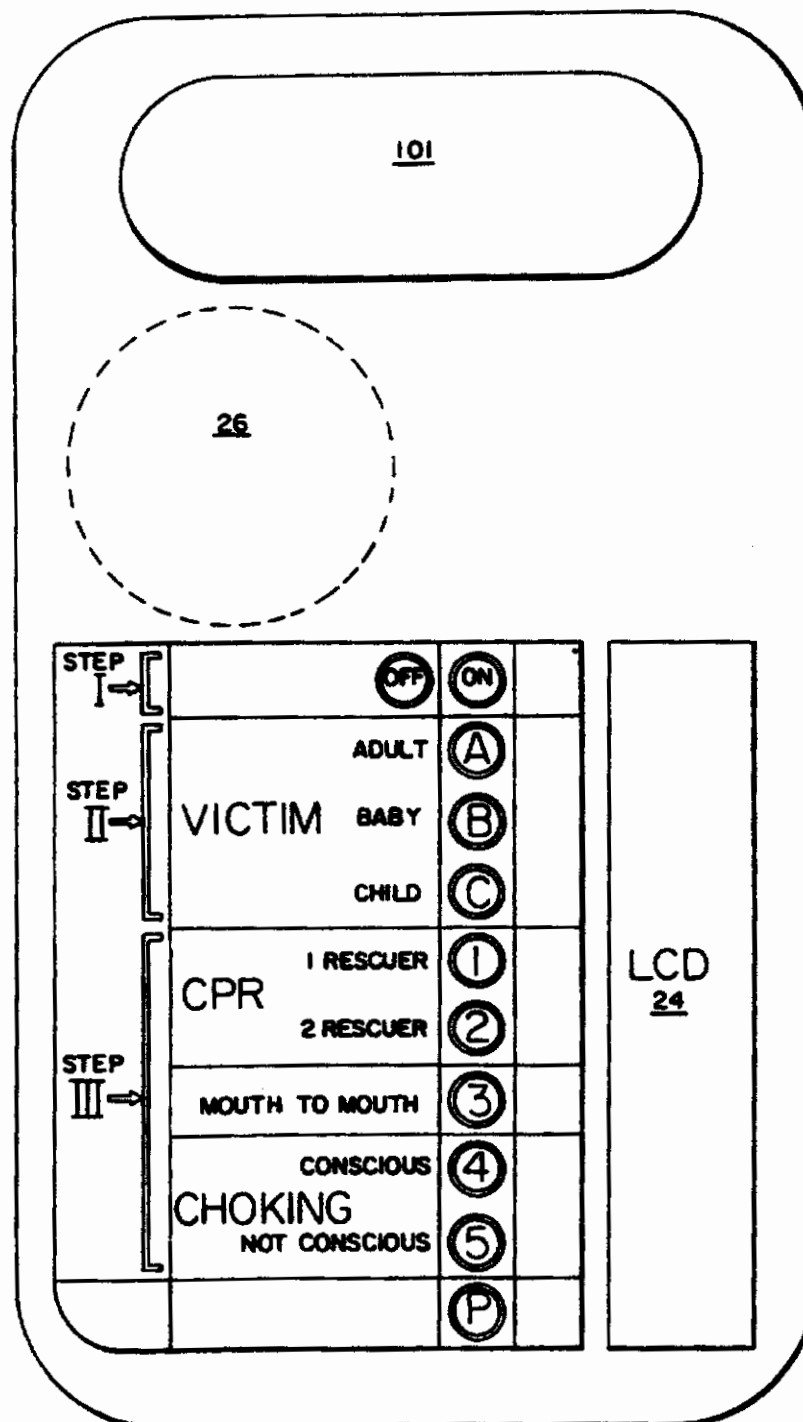 101
26
STEP I OFF ON
ADULT A
STEP II VICTIM BABY B
CHILD C
1 RESCUER 1
CPR
2 RESCUER 2
STEP III
MOUTH TO MOUTH 3
CONSCIOUS 4
CHOKING
NOT CONSCIOUS 5
P
LCD
24